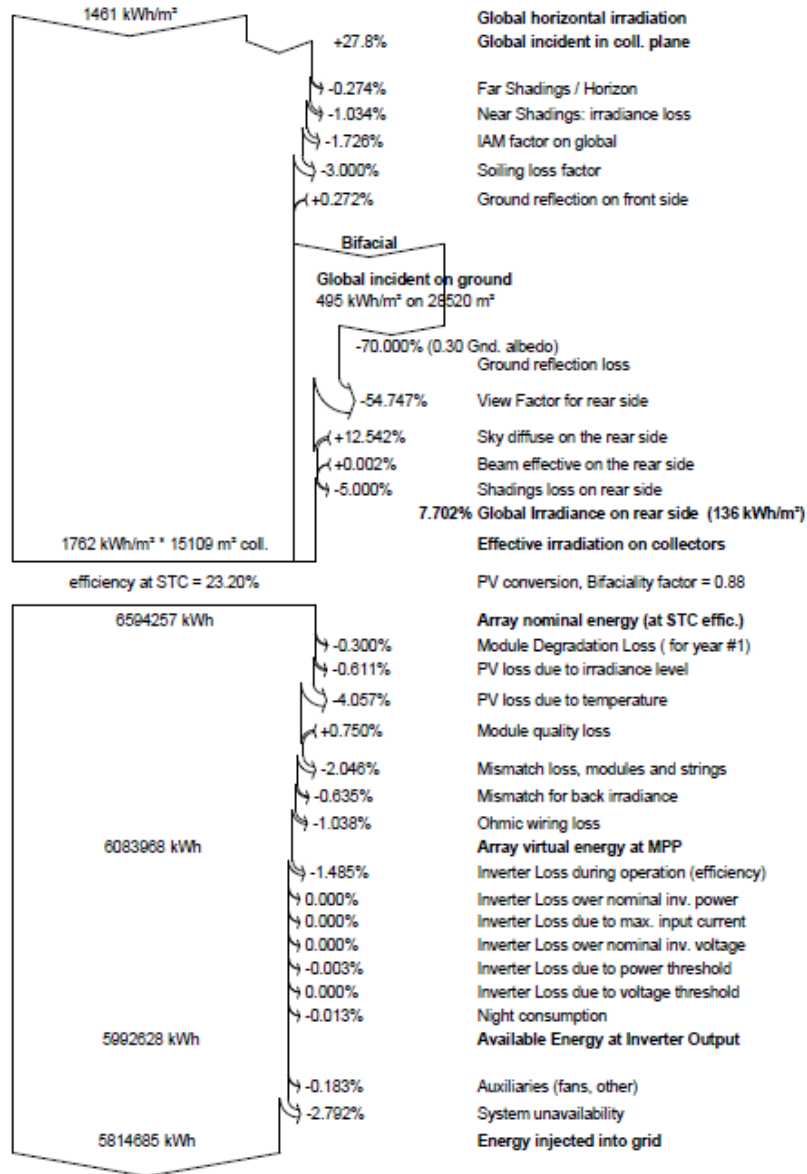 1461 kWh/m² Global horizontal irradiation
+27.8% Global incident in coll. plane
-0.274% Far Shadings / Horizon
-1.034% Near Shadings: irradiance loss
-1.726% IAM factor on global
-3.000% Soiling loss factor
+0.272% Ground reflection on front side
Bifacial
Global incident on ground
495 kWh/m² on 28520 m²
-70.000% (0.30 Gnd. albedo)
Ground reflection loss
-54.747% View Factor for rear side
+12.542% Sky diffuse on the rear side
+0.002% Beam effective on the rear side
-5.000% Shadings loss on rear side
7.702% Global Irradiance on rear side (136 kWh/m²)
1762 kWh/m² * 15109 m² coll. Effective irradiation on collectors
efficiency at STC = 23.20% PV conversion, Bifaciality factor = 0.88
6594257 kWh Array nominal energy (at STC effic.)
-0.300% Module Degradation Loss ( for year #1)
-0.611% PV loss due to irradiance level
-4.057% PV loss due to temperature
+0.750% Module quality loss
-2.046% Mismatch loss, modules and strings
-0.635% Mismatch for back irradiance
-1.038% Ohmic wiring loss
6083968 kWh Array virtual energy at MPP
-1.485% Inverter Loss during operation (efficiency)
0.000% Inverter Loss over nominal inv. power
0.000% Inverter Loss due to max. input current
0.000% Inverter Loss over nominal inv. voltage
-0.003% Inverter Loss due to power threshold
0.000% Inverter Loss due to voltage threshold
-0.013% Night consumption
5992628 kWh Available Energy at Inverter Output
-0.183% Auxiliaries (fans, other)
-2.792% System unavailability
5814685 kWh Energy injected into grid